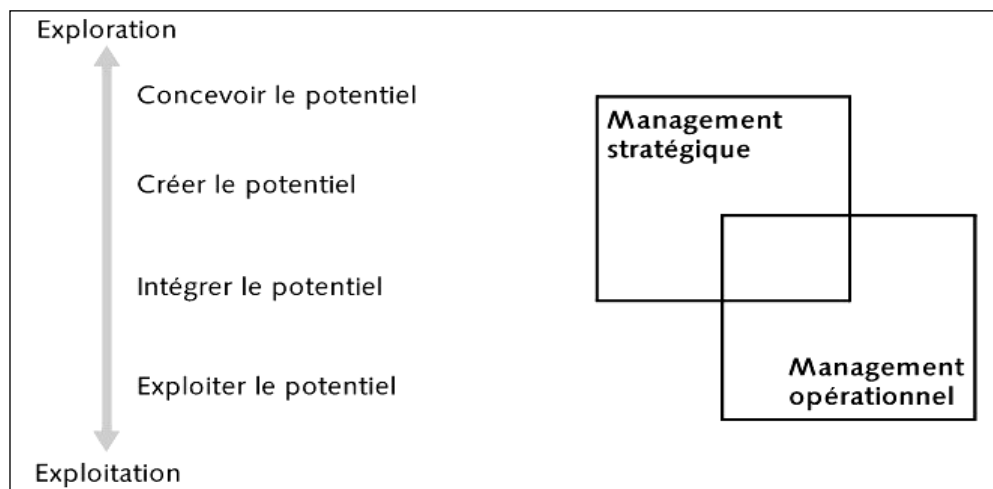 Exploration
Concevoir le potentiel
Créer le potentiel
Intégrer le potentiel
Exploiter le potentiel
Exploitation
Management
stratégique
Management
opérationnel